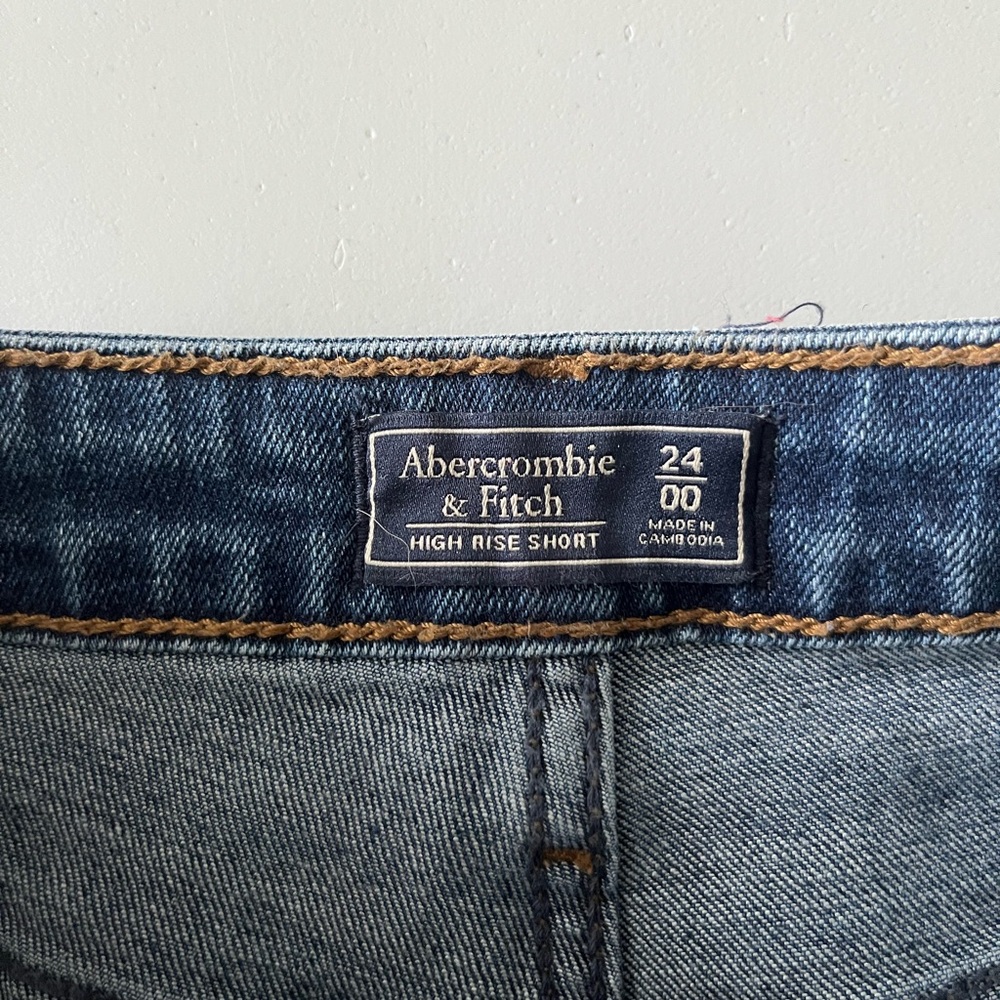 Abercrombie
& Fitch
HIGH RISE SHORT
24
00
MADE IN
CAMBODIA